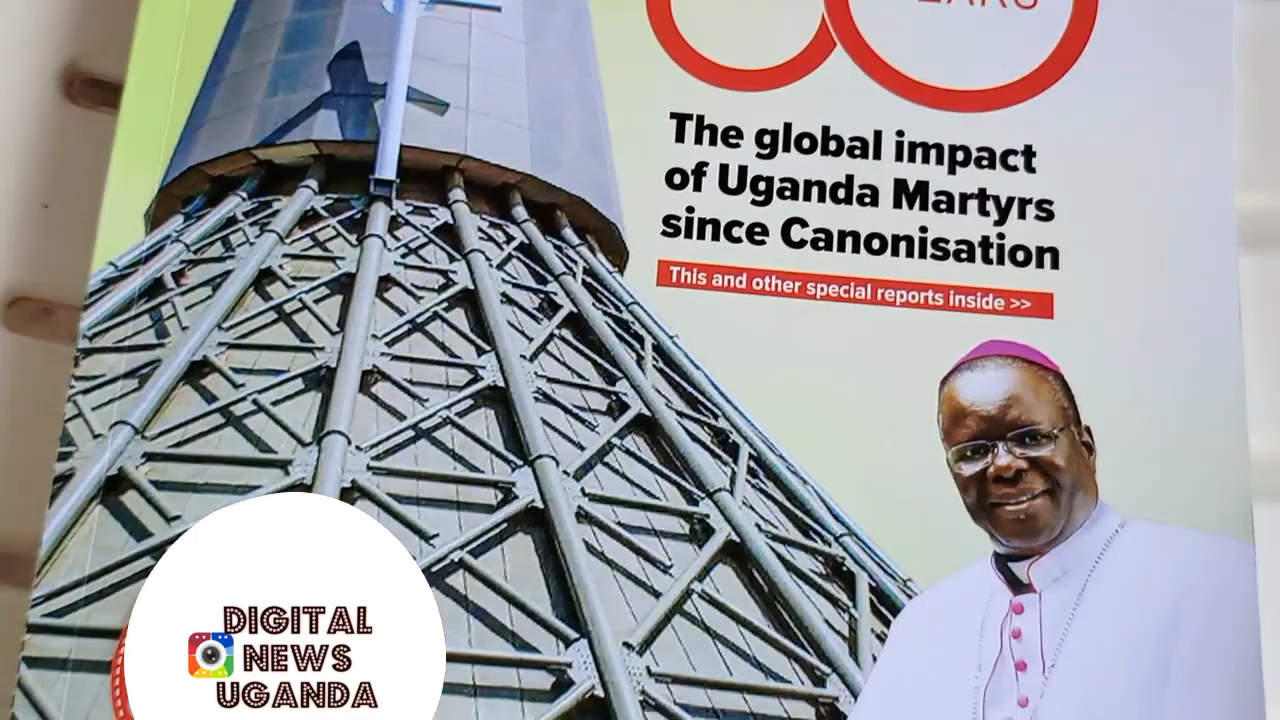 The global impact
of Uganda Martyrs
since Canonisation
This and other special reports inside >>
DIGITAL
NEWS
UGANDA